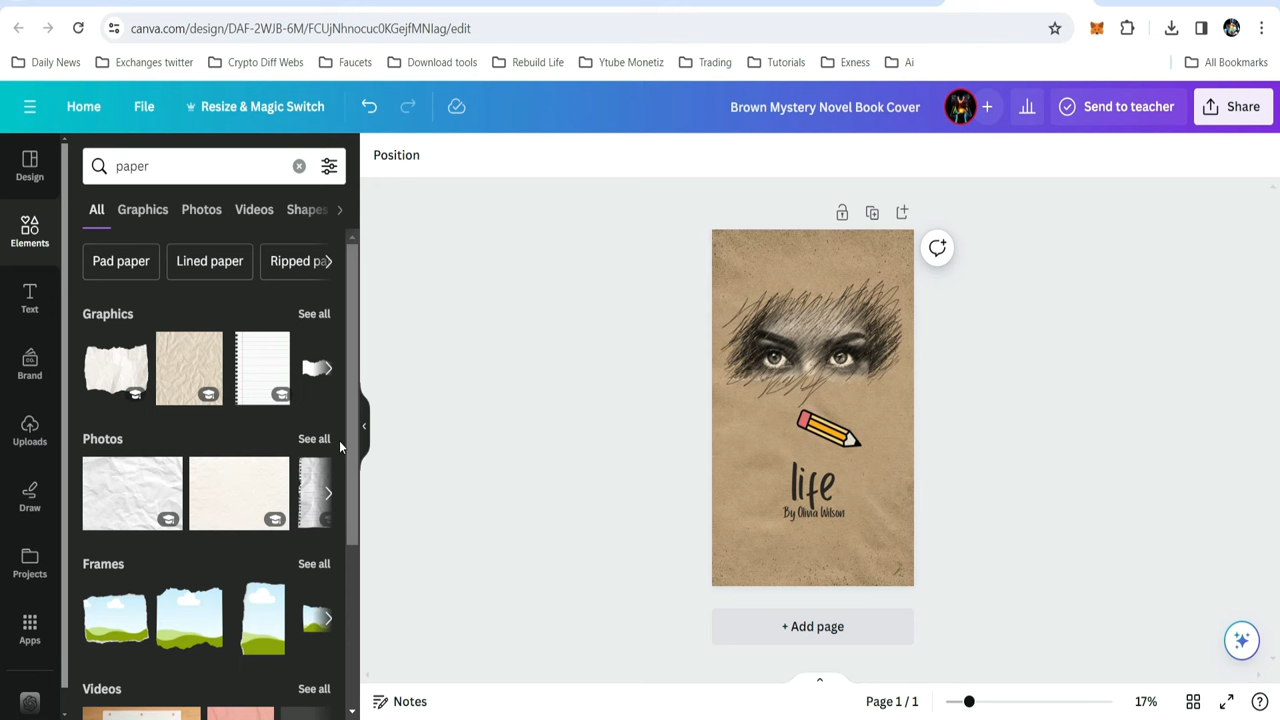 canva.com/design/DAF-2WJB-6M/FCUjNhnocuc0KGejfMNIag/edit
Daily News
Exchanges twitter
Crypto Diff Webs
Faucets
Download tools
Rebuild Life
Ytube Monetiz
Trading
Tutorials
Exness
Ai
All Bookmarks
Home
File
Resize & Magic Switch
Brown Mystery Novel Book Cover
Send to teacher
Share
Design
Elements
Text
Brand
Uploads
Draw
Projects
Apps
paper
All
Graphics
Photos
Videos
Shapes
Pad paper
Lined paper
Ripped pa
Graphics
See all
Photos
See all
Frames
See all
Videos
See all
Position
life
By Olivia Wilson
+ Add page
Notes
Page 1 / 1
17%